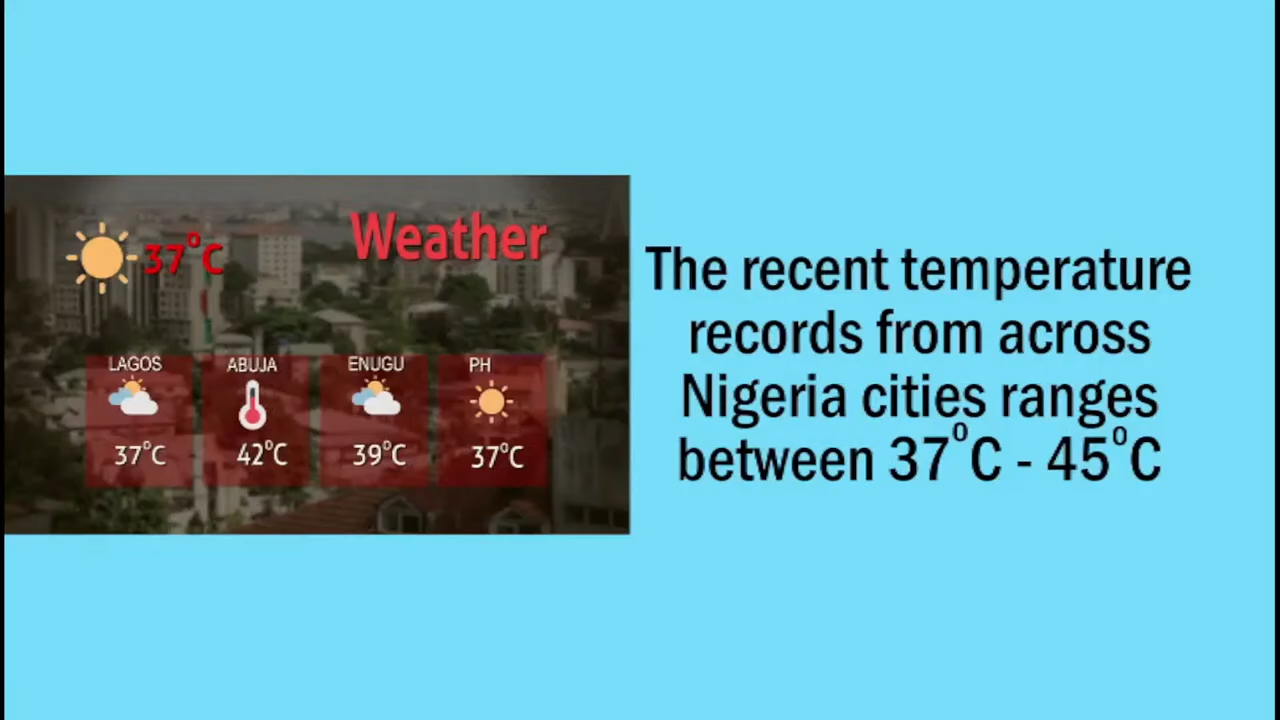 37°C
Weather
LAGOS
37°C
ABUJA
42°C
ENUGU
39°C
PH
37°C
The recent temperature
records from across
Nigeria cities ranges
between 37°C - 45°C